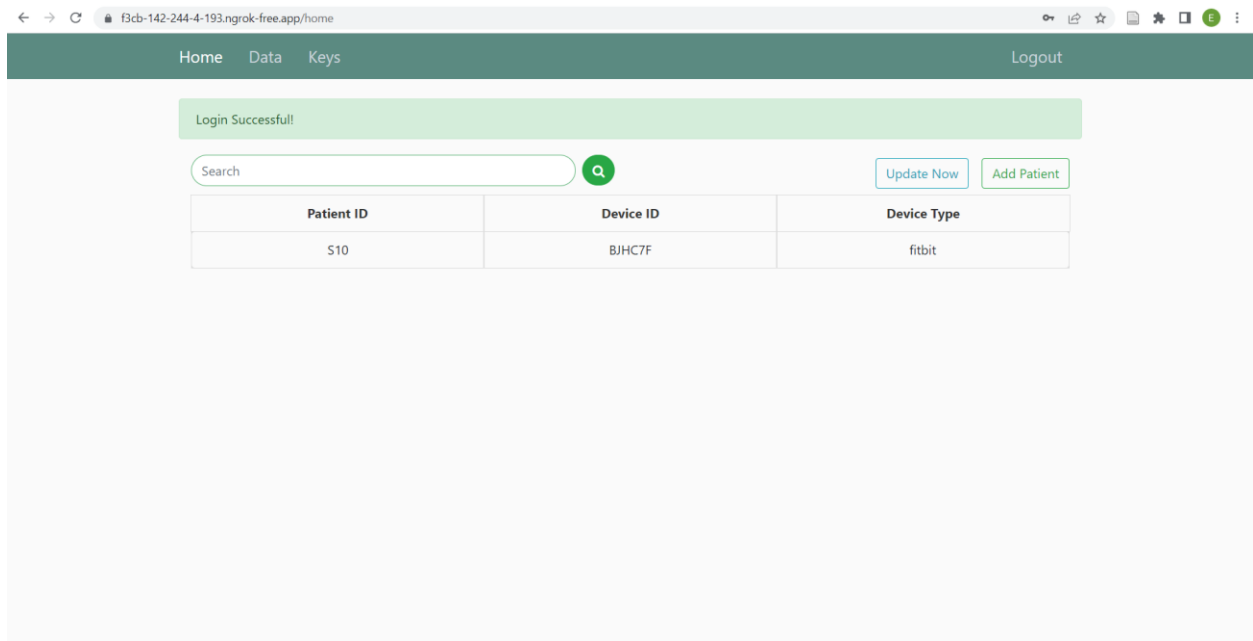 f3cb-142-244-4-193.ngrok-free.app/home
E
Home Data Keys Logout
Login Successful!
Search Update Now Add Patient
Patient ID Device ID Device Type
S10 BJHC7F fitbit